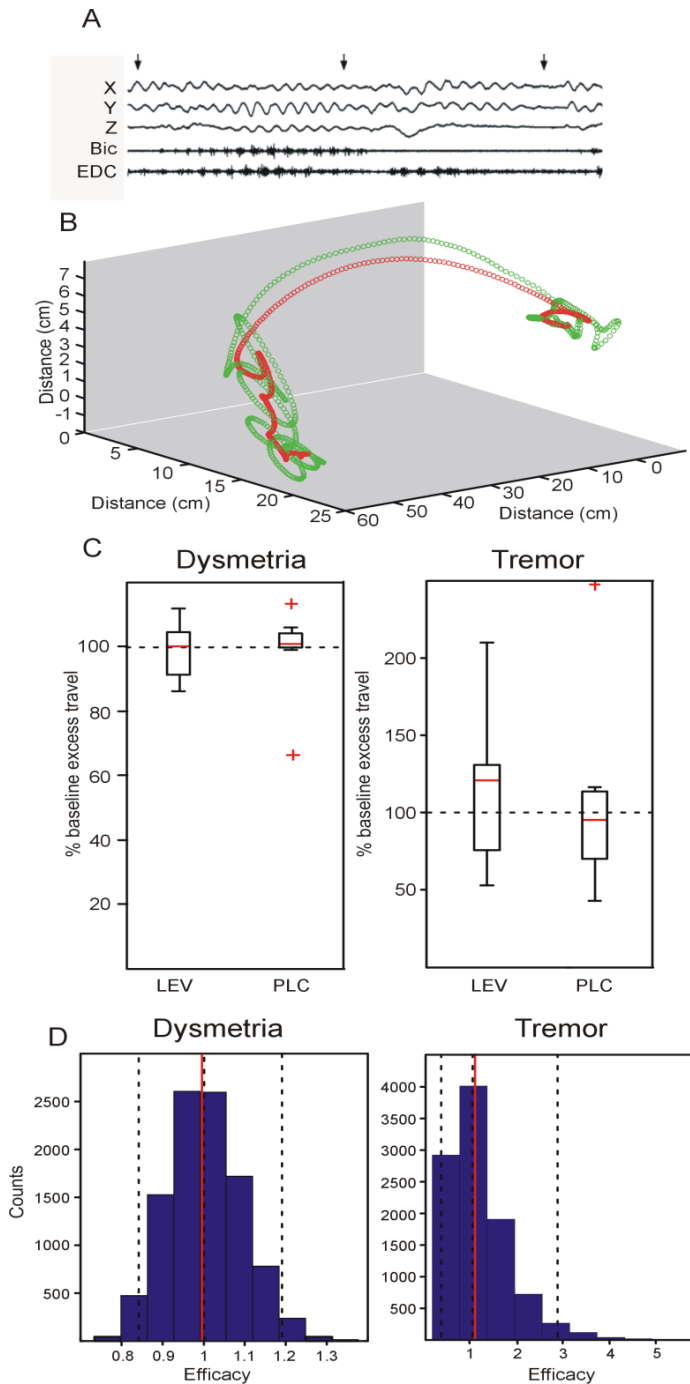 A
X
Y
Z
Bic
EDC
B
7
6
5
4
3
2
1
0
-1
Distance (cm)
0
5
10
15
20
25
Distance (cm)
60
50
40
30
20
10
0
Distance (cm)
C
Dysmetria
% baseline excess travel
100
80
60
40
20
LEV PLC
Tremor
% baseline excess travel
200
150
100
50
LEV PLC
D
Dysmetria
Counts
2500
2000
1500
1000
500
0.8 0.9 1 1.1 1.2 1.3
Efficacy
Tremor
4000
3500
3000
2500
2000
1500
1000
500
1 2 3 4 5
Efficacy